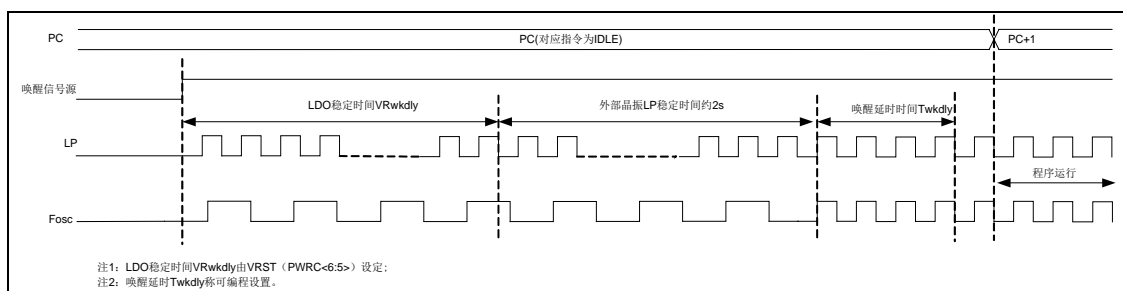 PC
PC(对应指令为IDLE)
PC+1
唤醒信号源
LDO稳定时间VRwkdly
外部晶振LP稳定时间约2s
唤醒延时时间Twkdly
LP
程序运行
Fosc
注1：LDO稳定时间VRwkdly由VRST（PWRC<6:5>）设定;
注2：唤醒延时Twkdly称可编程设置。